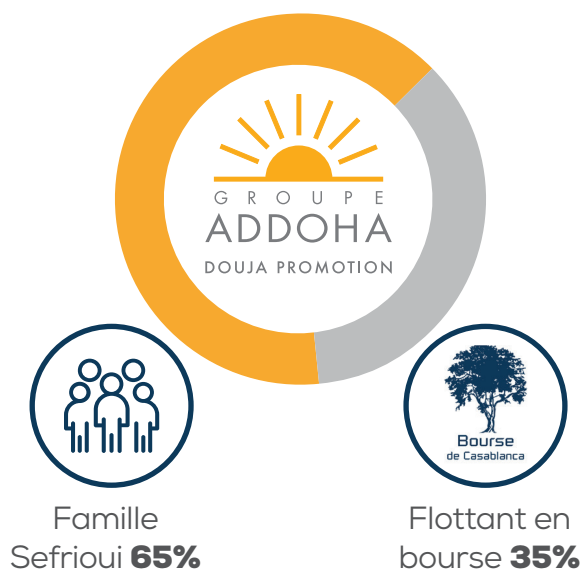 GROUPE
ADDOHA
DOUJA PROMOTION
Bourse
de Casablanca
Famille
Sefrioui 65%
Flottant en
bourse 35%